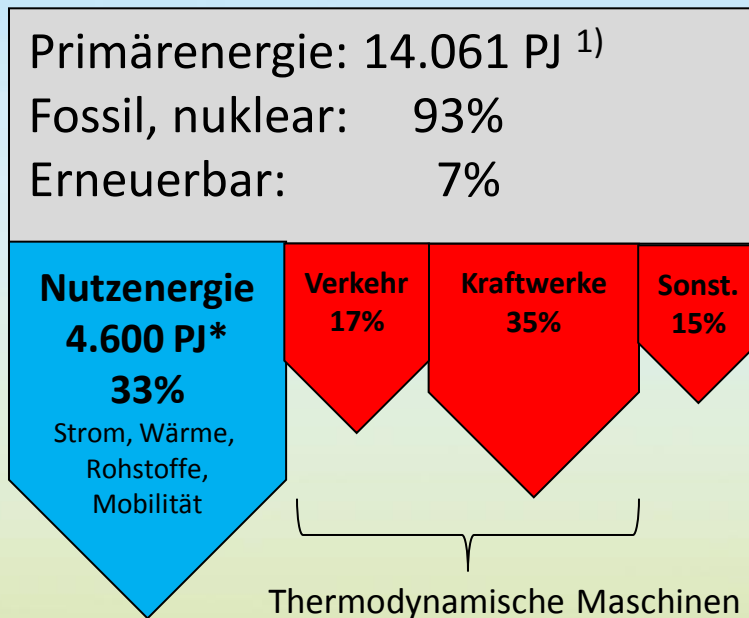 Primärenergie: 14.061 PJ ¹⁾
Fossil, nuklear: 93%
Erneuerbar: 7%
Nutzenergie
4.600 PJ*
33%
Strom, Wärme,
Rohstoffe,
Mobilität
Verkehr
17%
Kraftwerke
35%
Sonst.
15%
Thermodynamische Maschinen